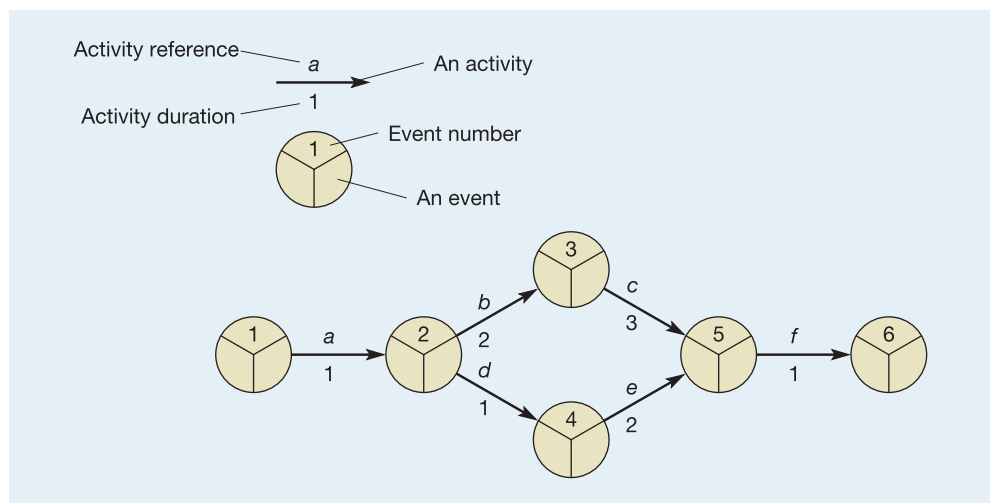 Activity reference
a
An activity
1
Activity duration
1
Event number
An event
3
b
c
2
3
1
a
1
2
d
1
4
e
2
5
f
1
6